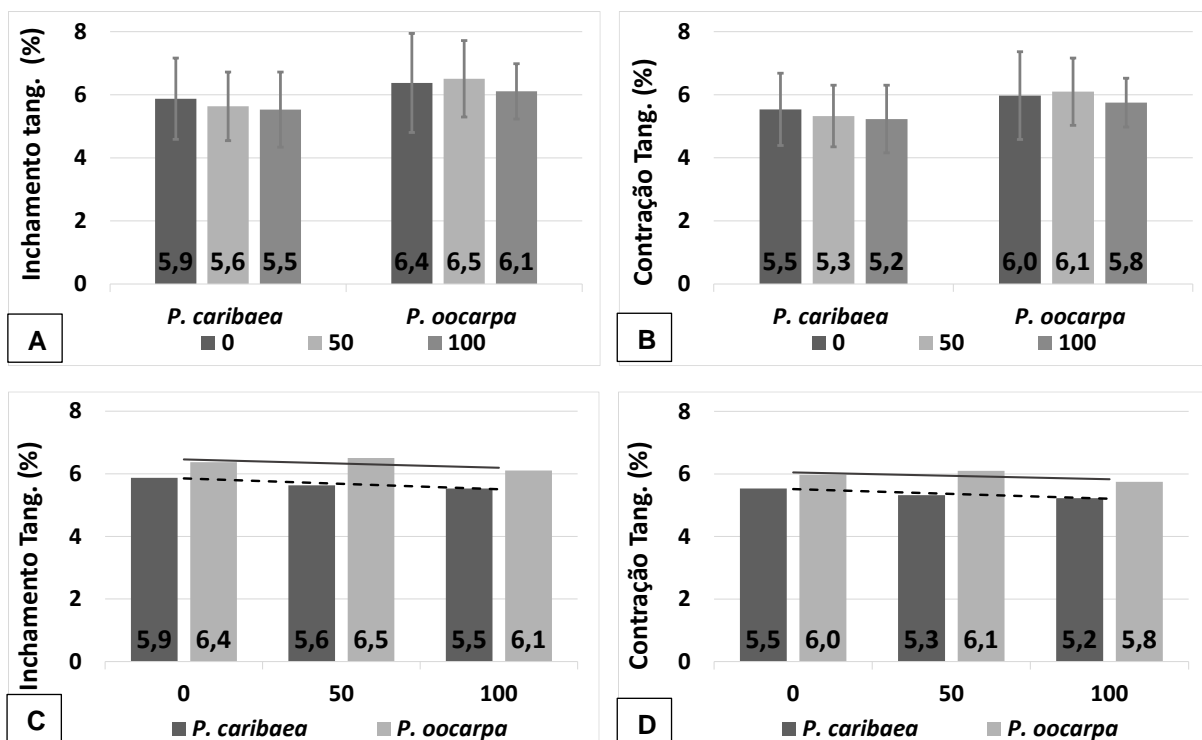 Inchamento tang. (%)
8
6
4
2
0
5,9 5,6 5,5 6,4 6,5 6,1
P. caribaea P. oocarpa
0 50 100
A
Contração Tang. (%)
8
6
4
2
0
5,5 5,3 5,2 6,0 6,1 5,8
P. caribaea P. oocarpa
0 50 100
B
Inchamento Tang. (%)
8
6
4
2
0
5,9 6,4 5,6 6,5 5,5 6,1
0 50 100
P. caribaea P. oocarpa
C
Contração Tang. (%)
8
6
4
2
0
5,5 6,0 5,3 6,1 5,2 5,8
0 50 100
P. caribaea P. oocarpa
D